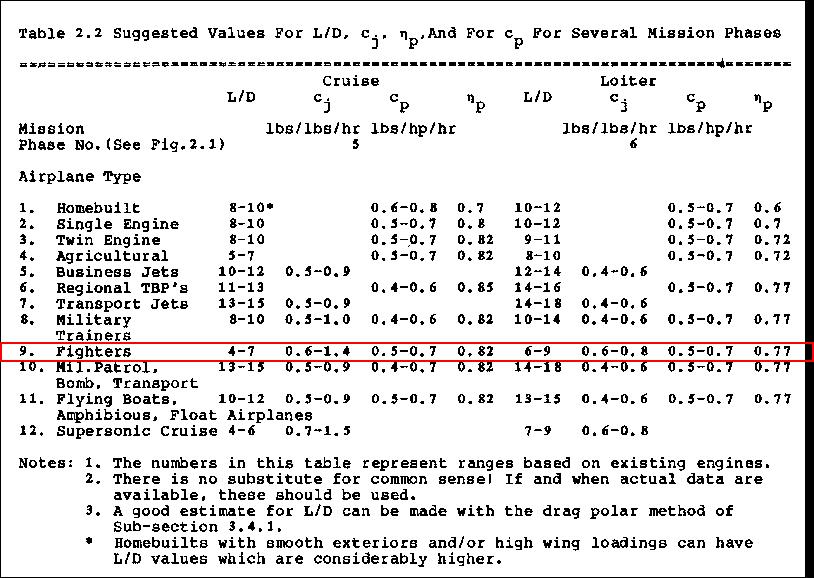 Table 2.2 Suggested Values For L/D, cj, ηp,And For cp For Several Mission Phases
==============================================================
Cruise Loiter
L/D cj cp ηp L/D cj cp ηp
Mission lbs/lbs/hr lbs/hp/hr lbs/lbs/hr lbs/hp/hr
Phase No.(See Fig.2.1) 5 6
Airplane Type
1. Homebuilt 8-10* 0.6-0.8 0.7 10-12 0.5-0.7 0.6
2. Single Engine 8-10 0.5-0.7 0.8 10-12 0.5-0.7 0.7
3. Twin Engine 8-10 0.5-0.7 0.82 9-11 0.5-0.7 0.72
4. Agricultural 5-7 0.5-0.7 0.82 8-10 0.5-0.7 0.72
5. Business Jets 10-12 0.5-0.9 12-14 0.4-0.6
6. Regional TBP's 11-13 0.4-0.6 0.85 14-16 0.5-0.7 0.77
7. Transport Jets 13-15 0.5-0.9 14-18 0.4-0.6
8. Military 8-10 0.5-1.0 0.4-0.6 0.82 10-14 0.4-0.6 0.5-0.7 0.77
Trainers
9. Fighters 4-7 0.6-1.4 0.5-0.7 0.82 6-9 0.6-0.8 0.5-0.7 0.77
10. Mil.Patrol, 13-15 0.5-0.9 0.4-0.7 0.82 14-18 0.4-0.6 0.5-0.7 0.77
Bomb, Transport
11. Flying Boats, 10-12 0.5-0.9 0.5-0.7 0.82 13-15 0.4-0.6 0.5-0.7 0.77
Amphibious, Float Airplanes
12. Supersonic Cruise 4-6 0.7-1.5 7-9 0.6-0.8
Notes: 1. The numbers in this table represent ranges based on existing engines.
2. There is no substitute for common sense! If and when actual data are
available, these should be used.
3. A good estimate for L/D can be made with the drag polar method of
Sub-section 3.4.1.
* Homebuilts with smooth exteriors and/or high wing loadings can have
L/D values which are considerably higher.